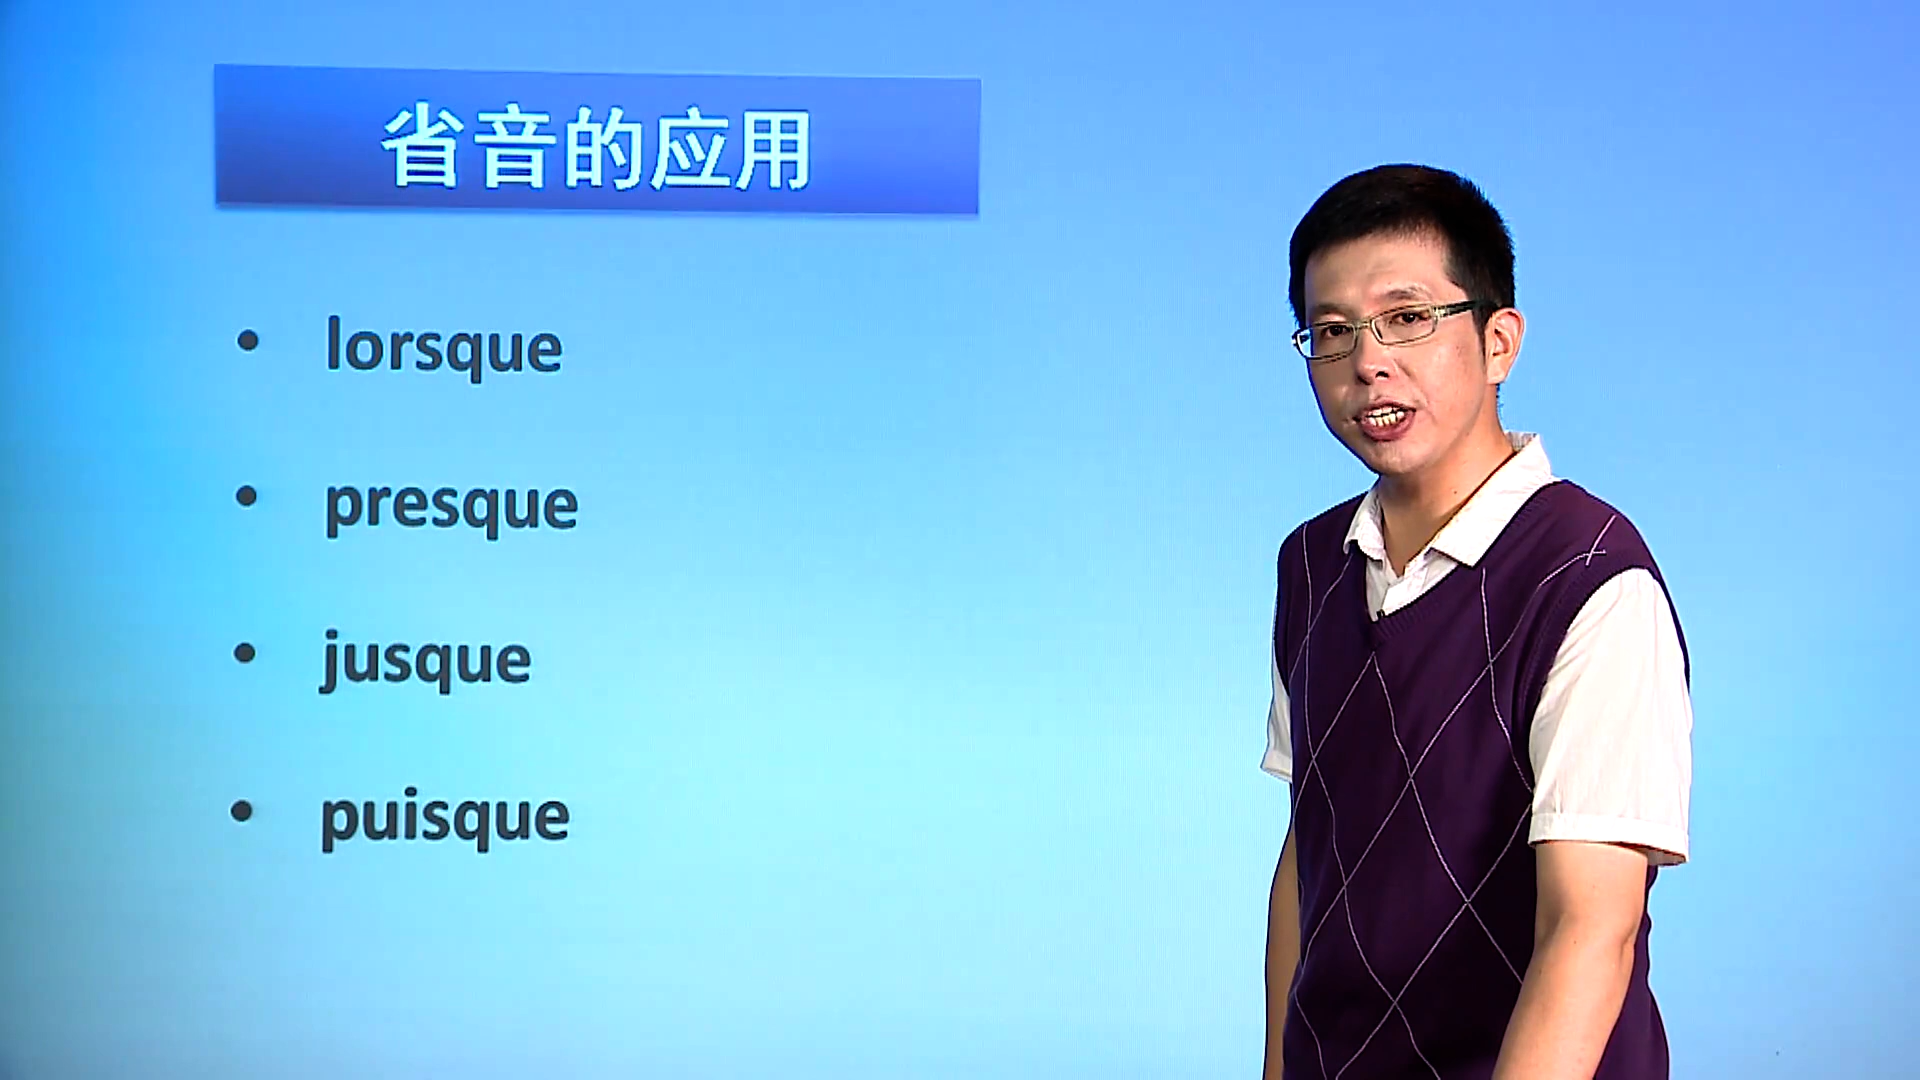 省音的应用
• lorsque
• presque
• jusque
• puisque